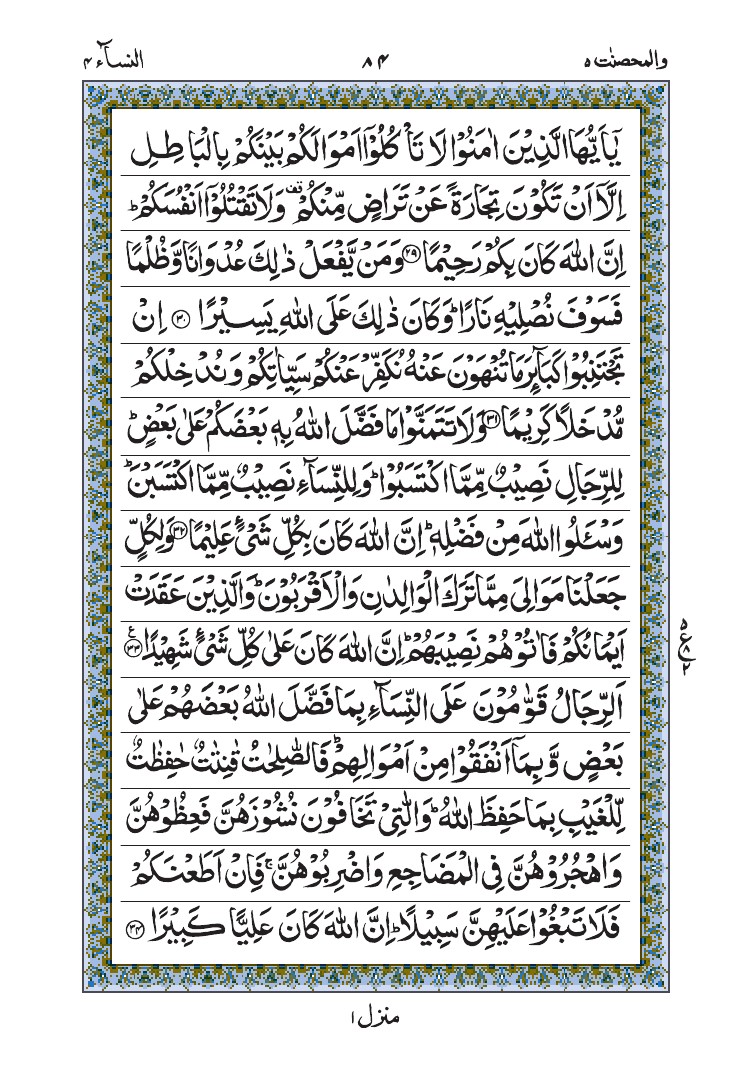 والمحصنٰت ۵ ۸۴ النسآء ۴
يٰٓاَيُّهَا الَّذِيْنَ اٰمَنُوْا لَا تَاْكُلُوْٓا اَمْوَالَكُمْ بَيْنَكُمْ بِالْبَاطِلِ
اِلَّآ اَنْ تَكُوْنَ تِجَارَةً عَنْ تَرَاضٍ مِّنْكُمْ ۫ وَلَا تَقْتُلُوْٓا اَنْفُسَكُمْ ؕ
اِنَّ اللّٰهَ كَانَ بِكُمْ رَحِيْمًا ۲۹ وَمَنْ يَّفْعَلْ ذٰلِكَ عُدْوَانًا وَّظُلْمًا
فَسَوْفَ نُصْلِيْهِ نَارًا ؕ وَكَانَ ذٰلِكَ عَلَى اللّٰهِ يَسِيْرًا ۳۰ اِنْ
تَجْتَنِبُوْا كَبَآئِرَ مَا تُنْهَوْنَ عَنْهُ نُكَفِّرْ عَنْكُمْ سَيِّاٰتِكُمْ وَنُدْخِلْكُمْ
مُّدْخَلًا كَرِيْمًا ۳۱ وَلَا تَتَمَنَّوْا مَا فَضَّلَ اللّٰهُ بِهٖ بَعْضَكُمْ عَلٰى بَعْضٍ ؕ
لِلرِّجَالِ نَصِيْبٌ مِّمَّا اكْتَسَبُوْا ؕ وَلِلنِّسَآءِ نَصِيْبٌ مِّمَّا اكْتَسَبْنَ ؕ
وَسْـَٔلُوا اللّٰهَ مِنْ فَضْلِهٖ ؕ اِنَّ اللّٰهَ كَانَ بِكُلِّ شَىْءٍ عَلِيْمًا ۳۲ وَلِكُلٍّ
جَعَلْنَا مَوَالِىَ مِمَّا تَرَكَ الْوَالِدٰنِ وَالْاَقْرَبُوْنَ ؕ وَالَّذِيْنَ عَقَدَتْ
اَيْمَانُكُمْ فَاٰتُوْهُمْ نَصِيْبَهُمْ ؕ اِنَّ اللّٰهَ كَانَ عَلٰى كُلِّ شَىْءٍ شَهِيْدًا ۳۳ ع
اَلرِّجَالُ قَوّٰمُوْنَ عَلَى النِّسَآءِ بِمَا فَضَّلَ اللّٰهُ بَعْضَهُمْ عَلٰى
بَعْضٍ وَّبِمَآ اَنْفَقُوْا مِنْ اَمْوَالِهِمْ ؕ فَالصّٰلِحٰتُ قٰنِتٰتٌ حٰفِظٰتٌ
لِّلْغَيْبِ بِمَا حَفِظَ اللّٰهُ ؕ وَالّٰتِىْ تَخَافُوْنَ نُشُوْزَهُنَّ فَعِظُوْهُنَّ
وَاهْجُرُوْهُنَّ فِى الْمَضَاجِعِ وَاضْرِبُوْهُنَّ ۚ فَاِنْ اَطَعْنَكُمْ
فَلَا تَبْغُوْا عَلَيْهِنَّ سَبِيْلًا ؕ اِنَّ اللّٰهَ كَانَ عَلِيًّا كَبِيْرًا ۳۴
منزل ۱